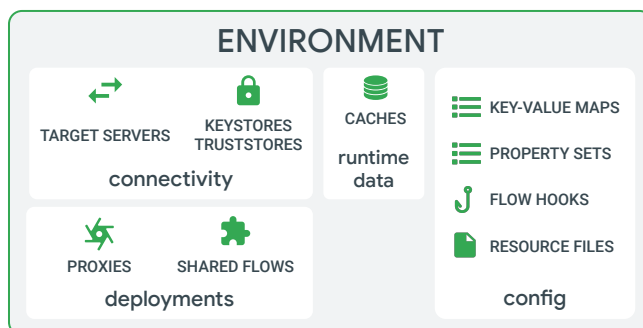 ENVIRONMENT
TARGET SERVERS
KEYSTORES
TRUSTSTORES
connectivity
CACHES
runtime
data
PROXIES
SHARED FLOWS
deployments
KEY-VALUE MAPS
PROPERTY SETS
FLOW HOOKS
RESOURCE FILES
config